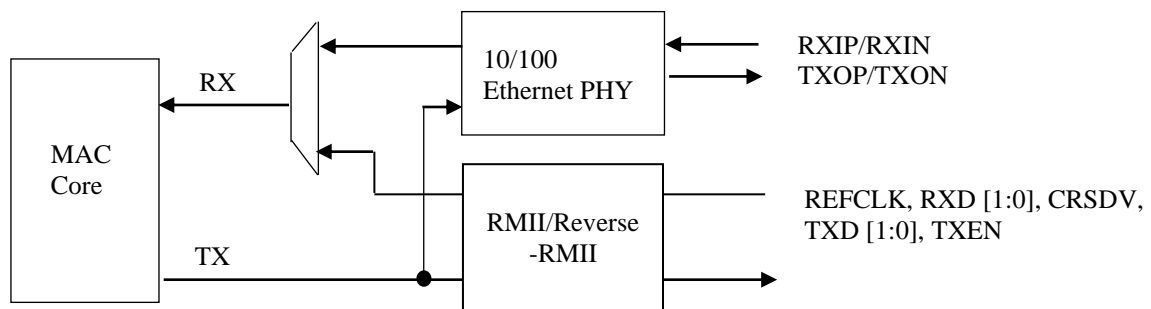 MAC
Core
RX
TX
10/100
Ethernet PHY
RXIP/RXIN
TXOP/TXON
RMII/Reverse
-RMII
REFCLK, RXD [1:0], CRSDV,
TXD [1:0], TXEN